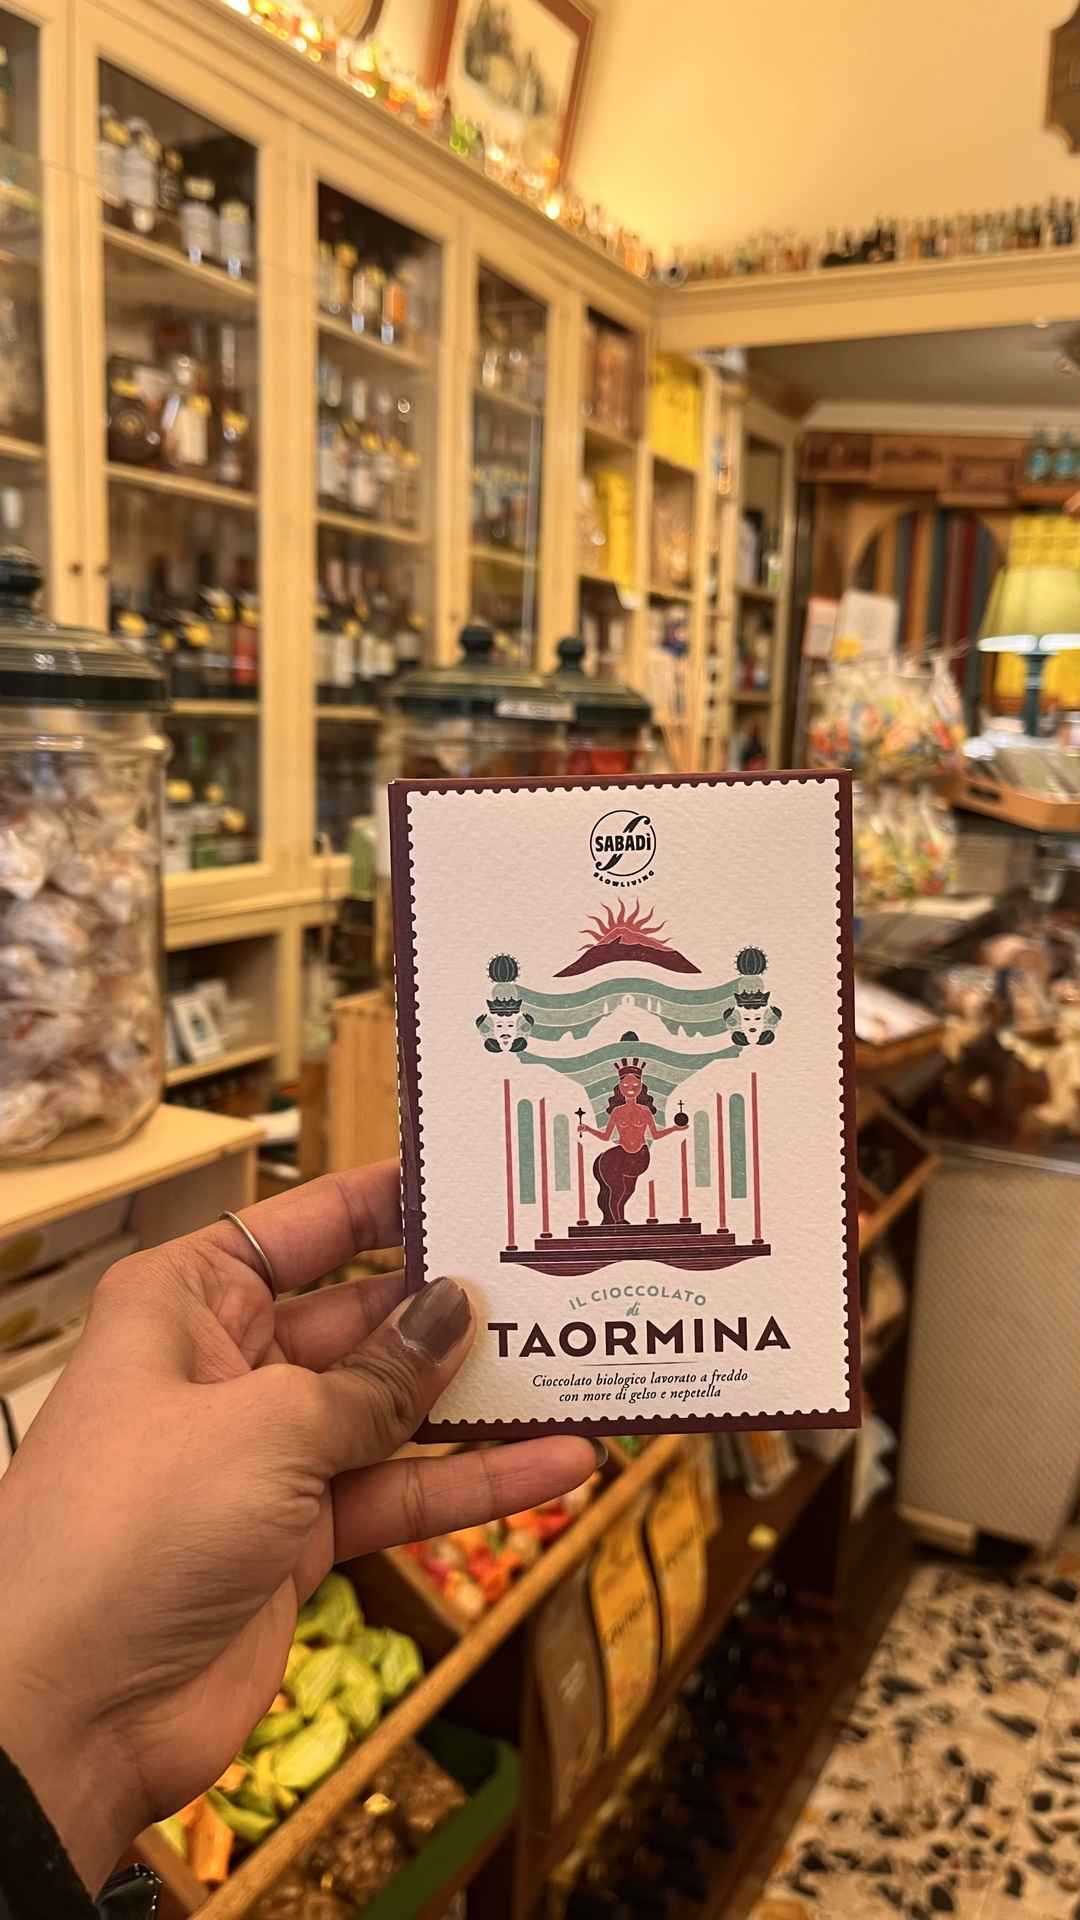 SABADÌ
SLOWLIVING
IL CIOCCOLATO
di
TAORMINA
Cioccolato biologico lavorato a freddo
con more di gelso e nepetella